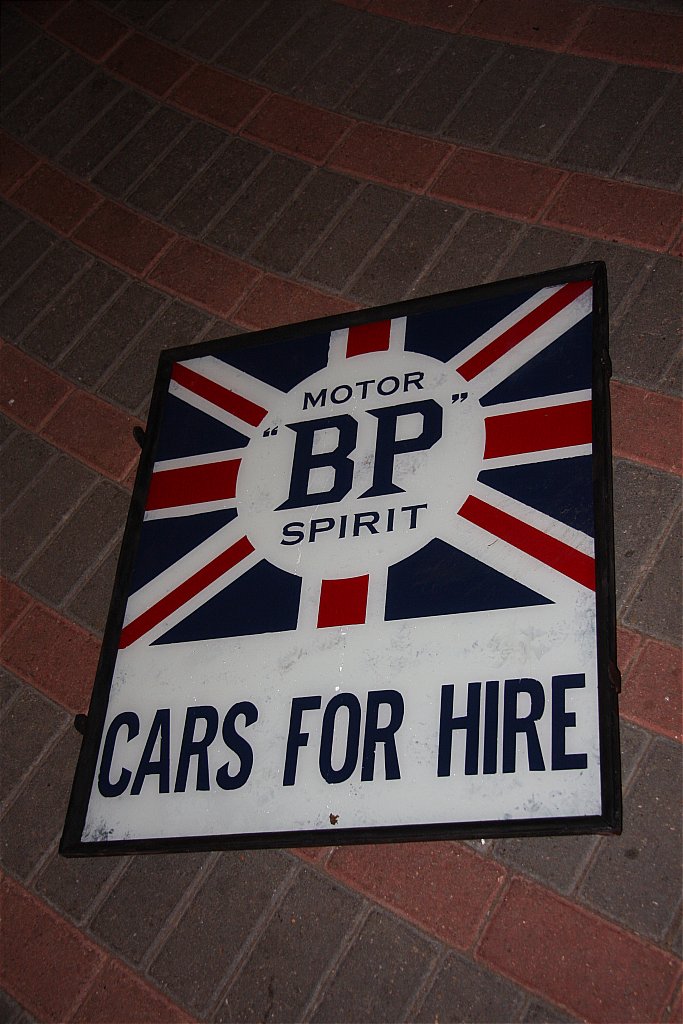 MOTOR
"BP"
SPIRIT
CARS FOR HIRE